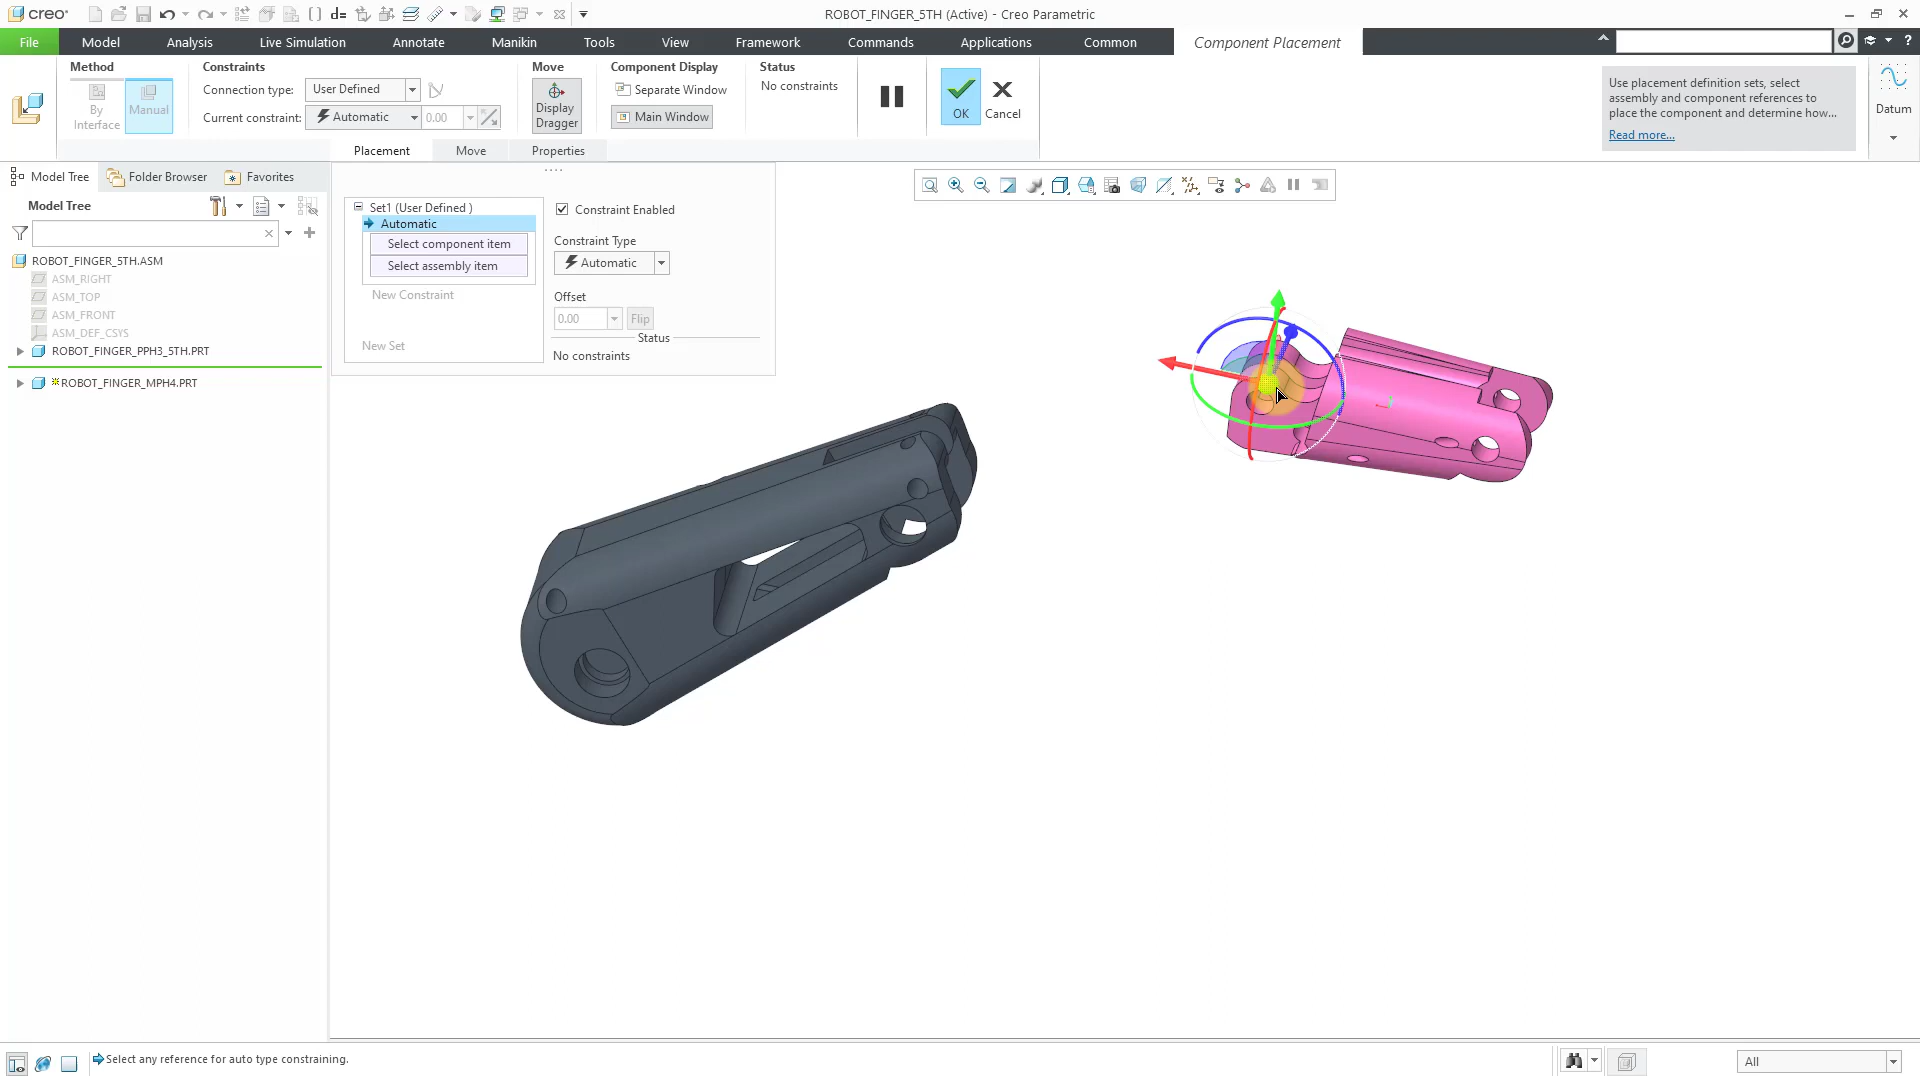 creo
d=
ROBOT_FINGER_5TH (Active) - Creo Parametric
File
Model
Analysis
Live Simulation
Annotate
Manikin
Tools
View
Framework
Commands
Applications
Common
Component Placement
?
Method
Constraints
Move
Component Display
Status
By Interface
Manual
Connection type:
User Defined
Current constraint:
Automatic
0.00
Display Dragger
Separate Window
Main Window
No constraints
OK
Cancel
Use placement definition sets, select
assembly and component references to
place the component and determine how...
Read more...
Datum
Placement
Move
Properties
Model Tree
Folder Browser
Favorites
Model Tree
ROBOT_FINGER_5TH.ASM
ASM_RIGHT
ASM_TOP
ASM_FRONT
ASM_DEF_CSYS
ROBOT_FINGER_PPH3_5TH.PRT
ROBOT_FINGER_MPH4.PRT
Set1 (User Defined )
Automatic
Select component item
Select assembly item
New Constraint
New Set
Constraint Enabled
Constraint Type
Automatic
Offset
0.00
Flip
Status
No constraints
Select any reference for auto type constraining.
All